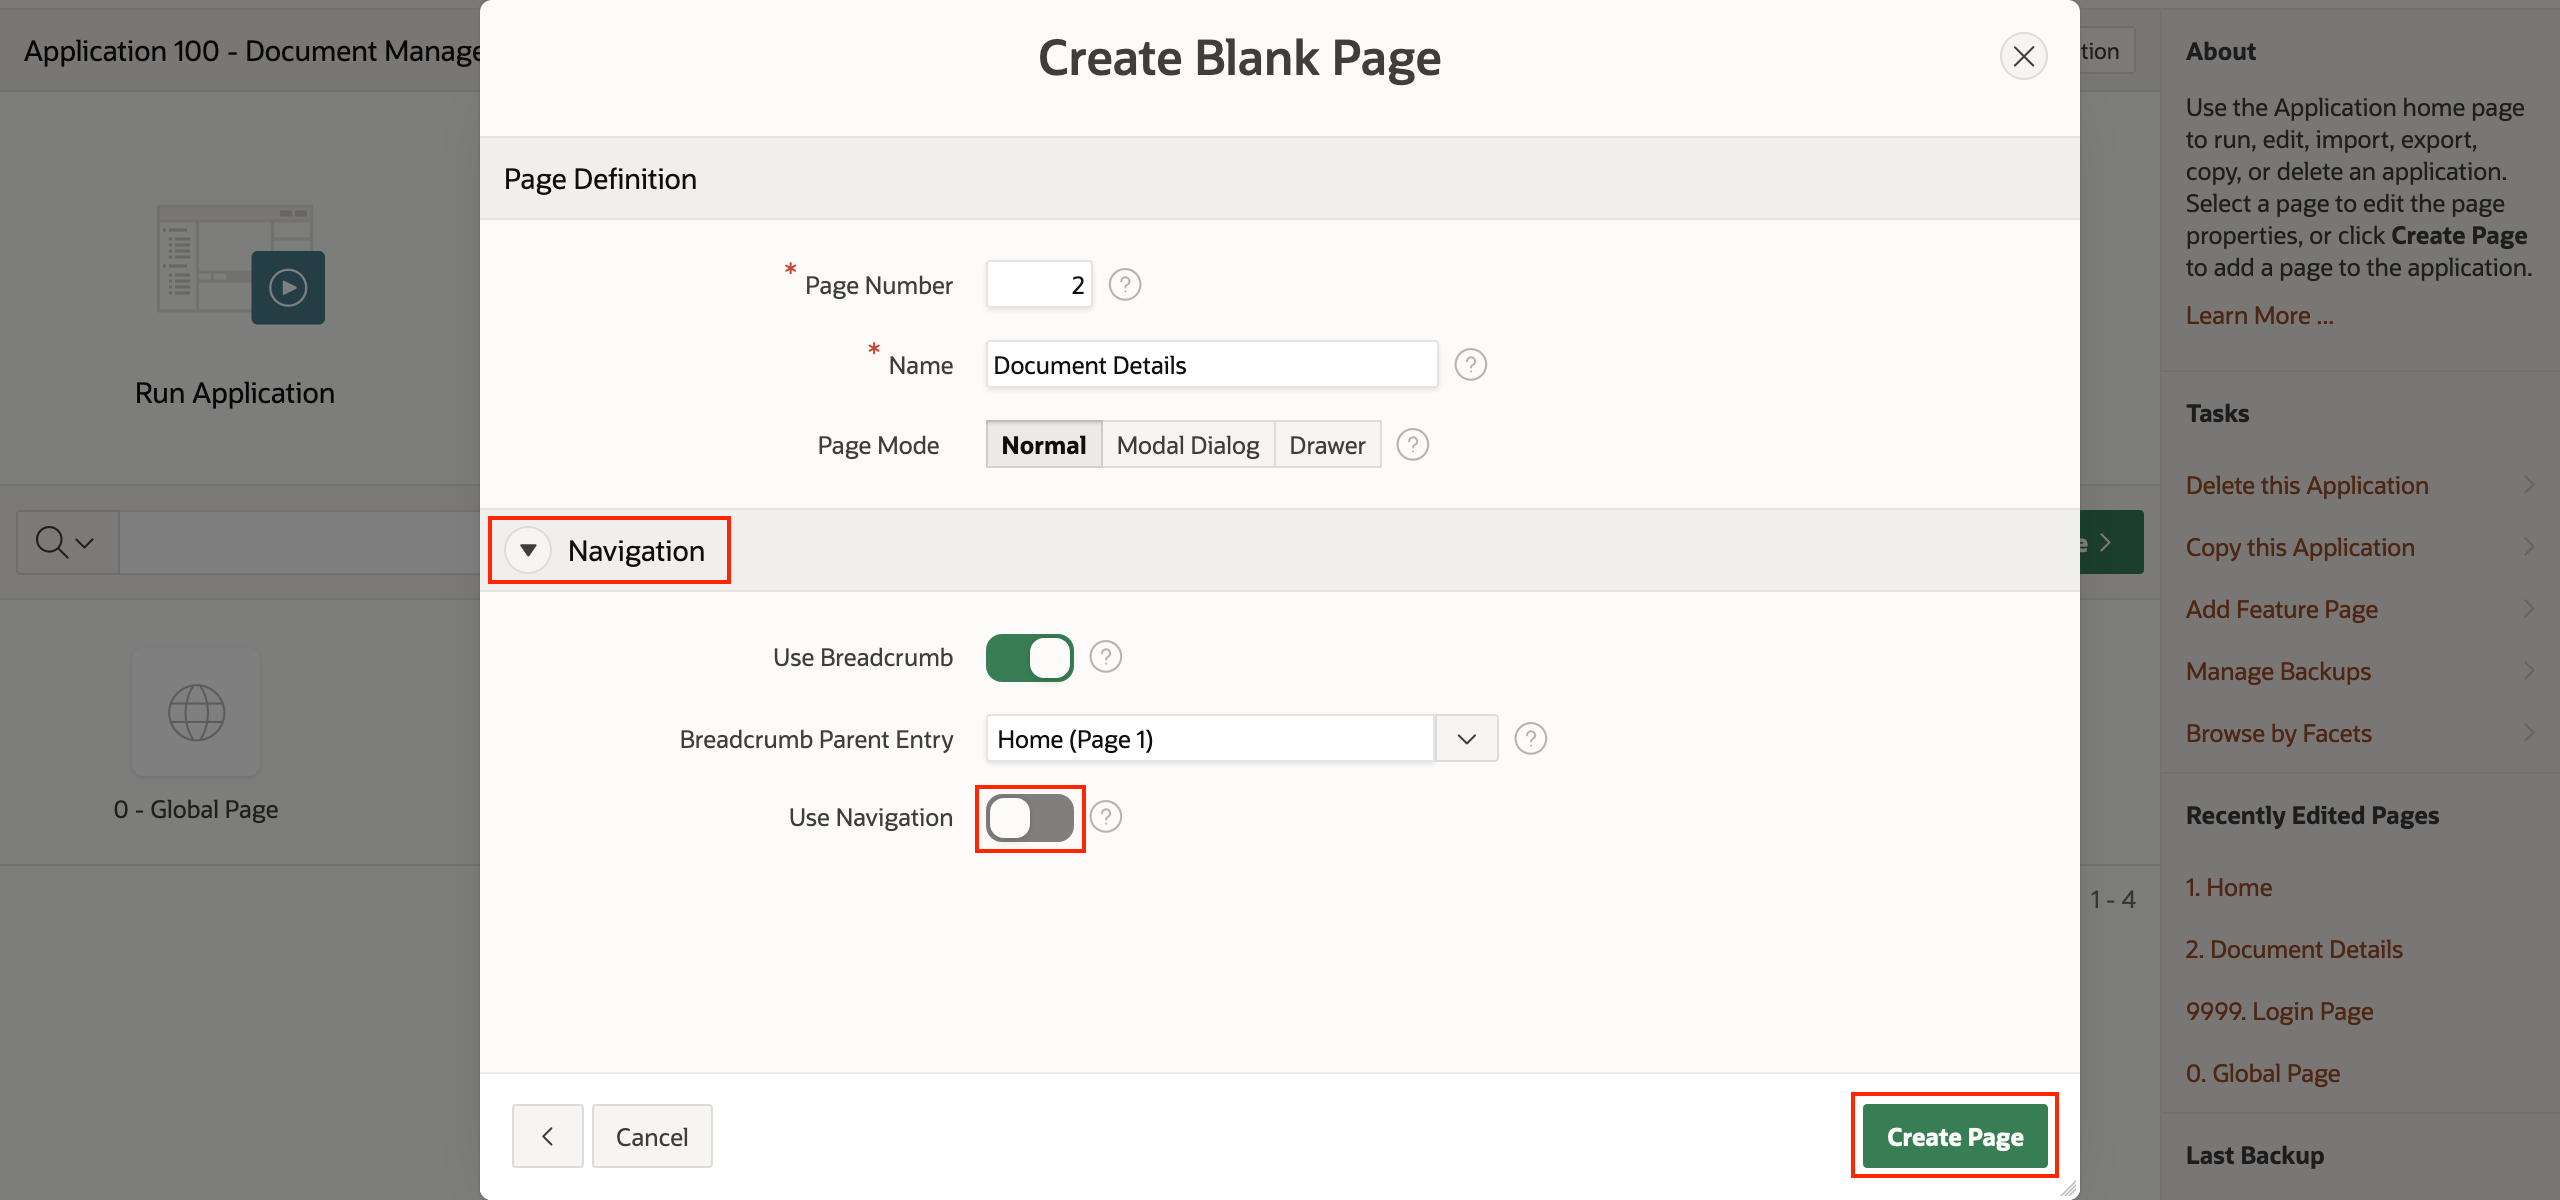 Application 100 - Document Manage
Run Application
0 - Global Page
Create Blank Page
Page Definition
* Page Number 2 ?
* Name Document Details ?
Page Mode Normal Modal Dialog Drawer ?
Navigation
Use Breadcrumb ?
Breadcrumb Parent Entry Home (Page 1) ?
Use Navigation ?
Cancel
Create Page
tion
e
1 - 4
About
Use the Application home page
to run, edit, import, export,
copy, or delete an application.
Select a page to edit the page
properties, or click Create Page
to add a page to the application.
Learn More ...
Tasks
Delete this Application
Copy this Application
Add Feature Page
Manage Backups
Browse by Facets
Recently Edited Pages
1. Home
2. Document Details
9999. Login Page
0. Global Page
Last Backup